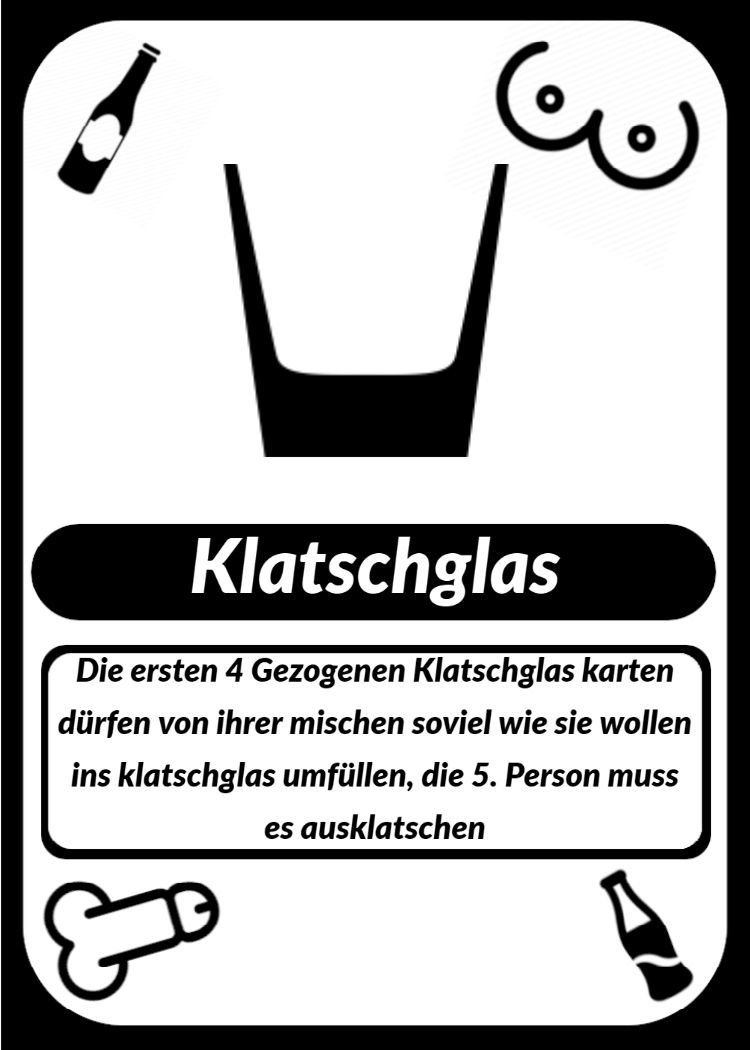 Klatschglas
Die ersten 4 Gezogenen Klatschglas karten
dürfen von ihrer mischen soviel wie sie wollen
ins klatschglas umfüllen, die 5. Person muss
es ausklatschen